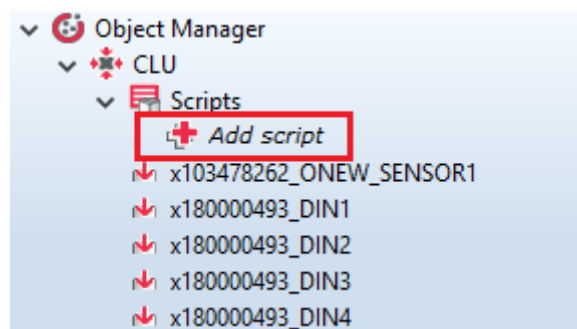 Object Manager
CLU
Scripts
Add script
x103478262_ONEW_SENSOR1
x180000493_DIN1
x180000493_DIN2
x180000493_DIN3
x180000493_DIN4